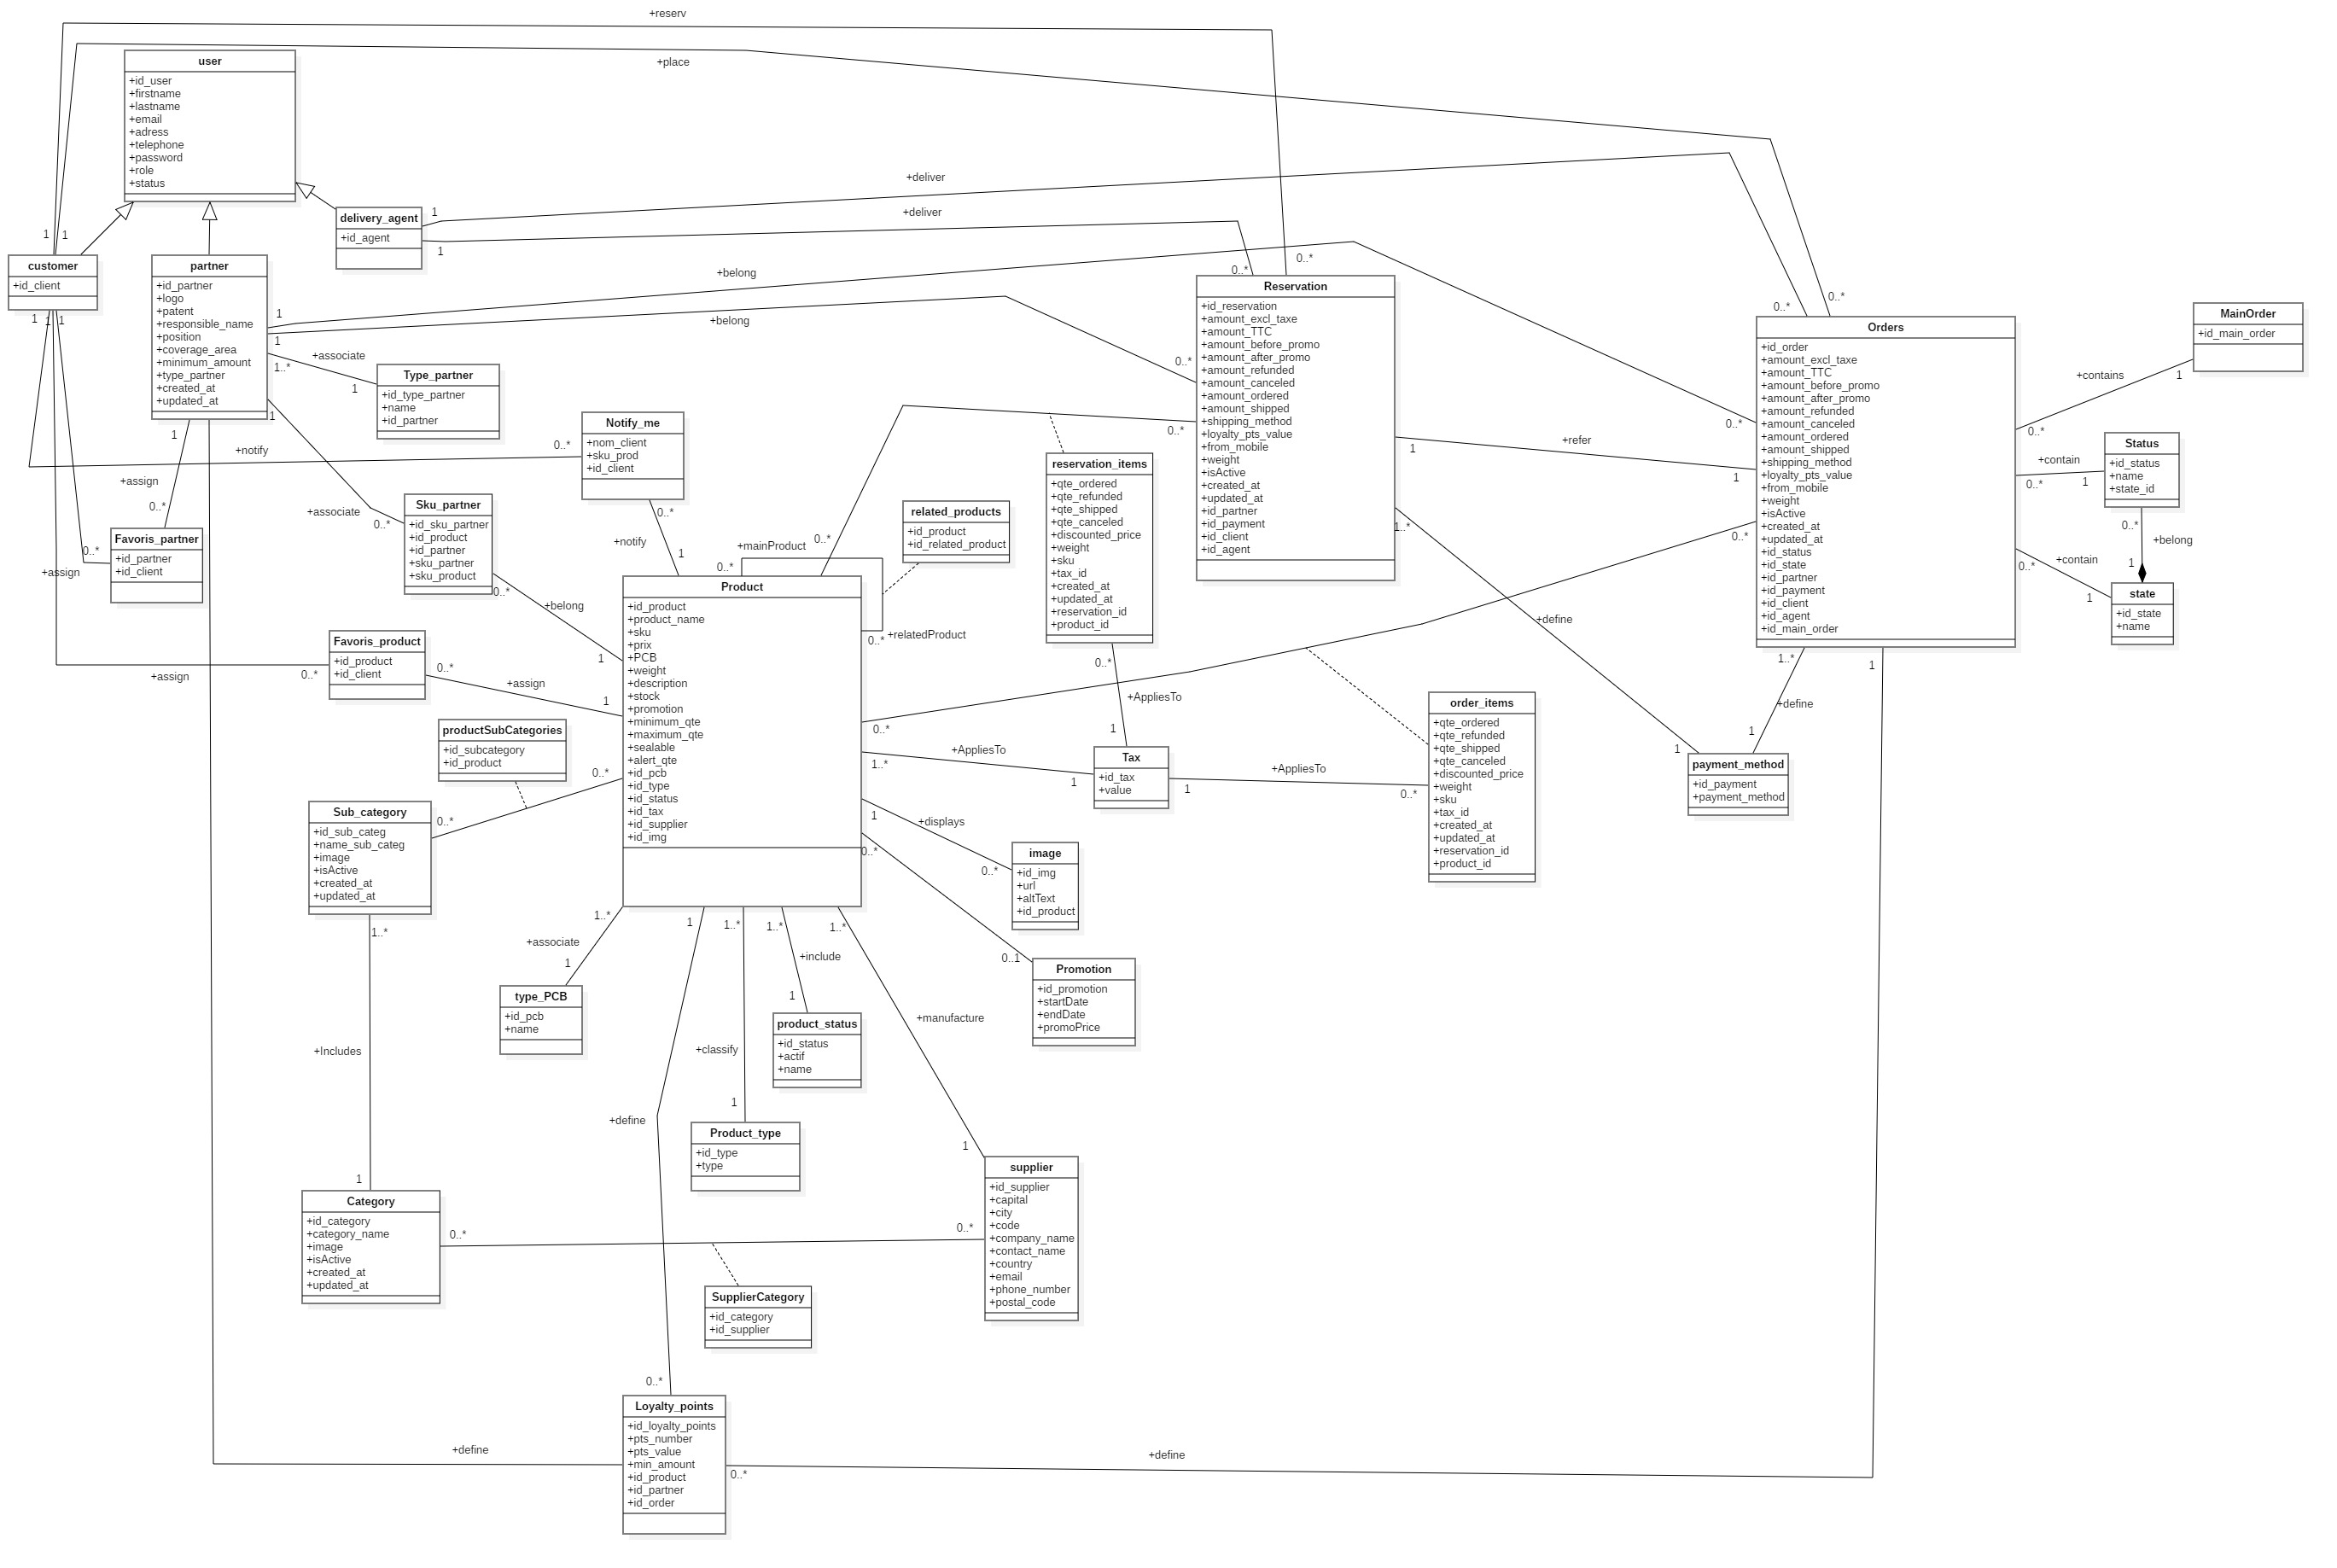 +reserv
+place
user
+id_user
+firstname
+lastname
+email
+adress
+telephone
+password
+role
+status
+deliver
1
+deliver
delivery_agent
+id_agent
1
1
1
customer
+id_client
partner
+id_partner
+logo
+patent
+responsible_name
+position
+coverage_area
+minimum_amount
+type_partner
+created_at
+updated_at
+belong
1
+belong
1
1..*
+associate
1
Type_partner
+id_type_partner
+name
+id_partner
1
1
1
1
1
0..*
0..*
0..*
Reservation
+id_reservation
+amount_excl_taxe
+amount_TTC
+amount_before_promo
+amount_after_promo
+amount_refunded
+amount_canceled
+amount_ordered
+amount_shipped
+shipping_method
+loyalty_pts_value
+from_mobile
+weight
+isActive
+created_at
+updated_at
+id_partner
+id_payment
+id_client
+id_agent
0..*
1
1..*
+refer
1
0..*
0..*
0..*
Orders
+id_order
+amount_excl_taxe
+amount_TTC
+amount_before_promo
+amount_after_promo
+amount_refunded
+amount_canceled
+amount_ordered
+amount_shipped
+shipping_method
+loyalty_pts_value
+from_mobile
+weight
+isActive
+created_at
+updated_at
+id_status
+id_state
+id_partner
+id_payment
+id_client
+id_agent
+id_main_order
0..*
MainOrder
+id_main_order
+contains
1
0..*
Status
+id_status
+name
+state_id
+contain
0..*
1
0..*
+belong
1
+contain
0..*
1
state
+id_state
+name
+notify
0..*
Notify_me
+nom_client
+sku_prod
+id_client
0..*
+notify
1
+assign
0..*
Favoris_partner
+id_partner
+id_client
0..*
+assign
+associate
0..*
Sku_partner
+id_sku_partner
+id_product
+id_partner
+sku_partner
+sku_product
0..*
+belong
1
related_products
+id_product
+id_related_product
+mainProduct
0..*
0..*
0..*
+relatedProduct
reservation_items
+qte_ordered
+qte_refunded
+qte_shipped
+qte_canceled
+discounted_price
+weight
+sku
+tax_id
+created_at
+updated_at
+reservation_id
+product_id
0..*
+AppliesTo
1
Product
+id_product
+product_name
+sku
+prix
+PCB
+weight
+description
+stock
+promotion
+minimum_qte
+maximum_qte
+sealable
+alert_qte
+id_pcb
+id_type
+id_status
+id_tax
+id_supplier
+id_img
Favoris_product
+id_product
+id_client
0..*
+assign
0..*
+assign
1
productSubCategories
+id_subcategory
+id_product
0..*
0..*
Sub_category
+id_sub_categ
+name_sub_categ
+image
+isActive
+created_at
+updated_at
1..*
+Includes
1
0..*
1..*
+AppliesTo
1
Tax
+id_tax
+value
1
+AppliesTo
0..*
order_items
+qte_ordered
+qte_refunded
+qte_shipped
+qte_canceled
+discounted_price
+weight
+sku
+tax_id
+created_at
+updated_at
+reservation_id
+product_id
+define
1
1..*
1
+define
1
payment_method
+id_payment
+payment_method
1
+displays
0..*
image
+id_img
+url
+altText
+id_product
0..*
0..1
Promotion
+id_promotion
+startDate
+endDate
+promoPrice
1..*
+associate
1
type_PCB
+id_pcb
+name
1
1..*
1..*
1..*
+include
1
product_status
+id_status
+actif
+name
+classify
1
Product_type
+id_type
+type
+manufacture
1
supplier
+id_supplier
+capital
+city
+code
+company_name
+contact_name
+country
+email
+phone_number
+postal_code
+define
Category
+id_category
+category_name
+image
+isActive
+created_at
+updated_at
0..*
0..*
SupplierCategory
+id_category
+id_supplier
0..*
Loyalty_points
+id_loyalty_points
+pts_number
+pts_value
+min_amount
+id_product
+id_partner
+id_order
+define
0..*
+define